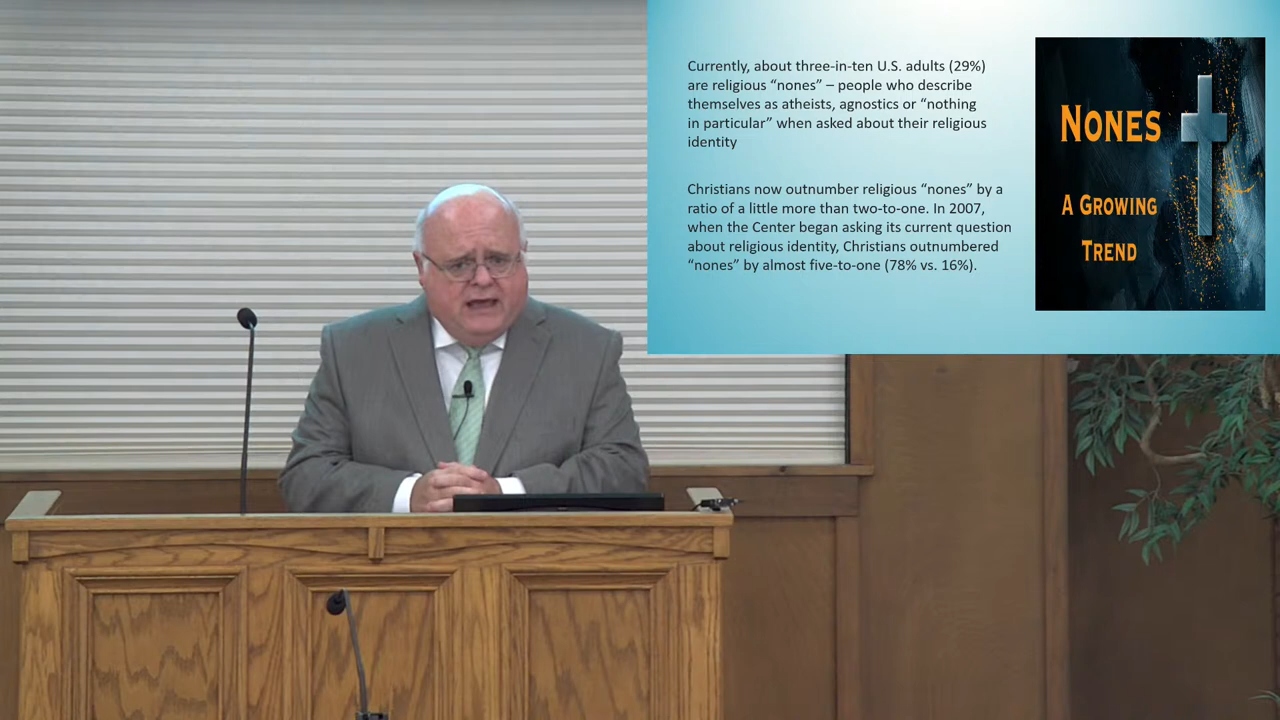 Currently, about three-in-ten U.S. adults (29%)
are religious “nones” – people who describe
themselves as atheists, agnostics or “nothing
in particular” when asked about their religious
identity
Christians now outnumber religious “nones” by a
ratio of a little more than two-to-one. In 2007,
when the Center began asking its current question
about religious identity, Christians outnumbered
“nones” by almost five-to-one (78% vs. 16%).
NONES
A GROWING
TREND